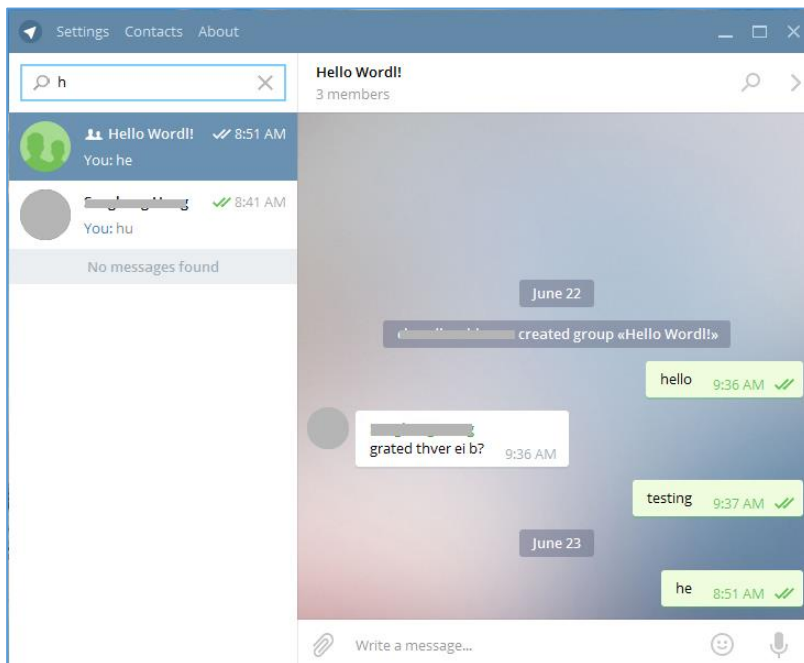 Settings Contacts About
h
Hello Wordl! 8:51 AM
You: he
8:41 AM
You: hu
No messages found
Hello Wordl!
3 members
June 22
created group «Hello Wordl!»
hello 9:36 AM
grated thver ei b? 9:36 AM
testing 9:37 AM
June 23
he 8:51 AM
Write a message...